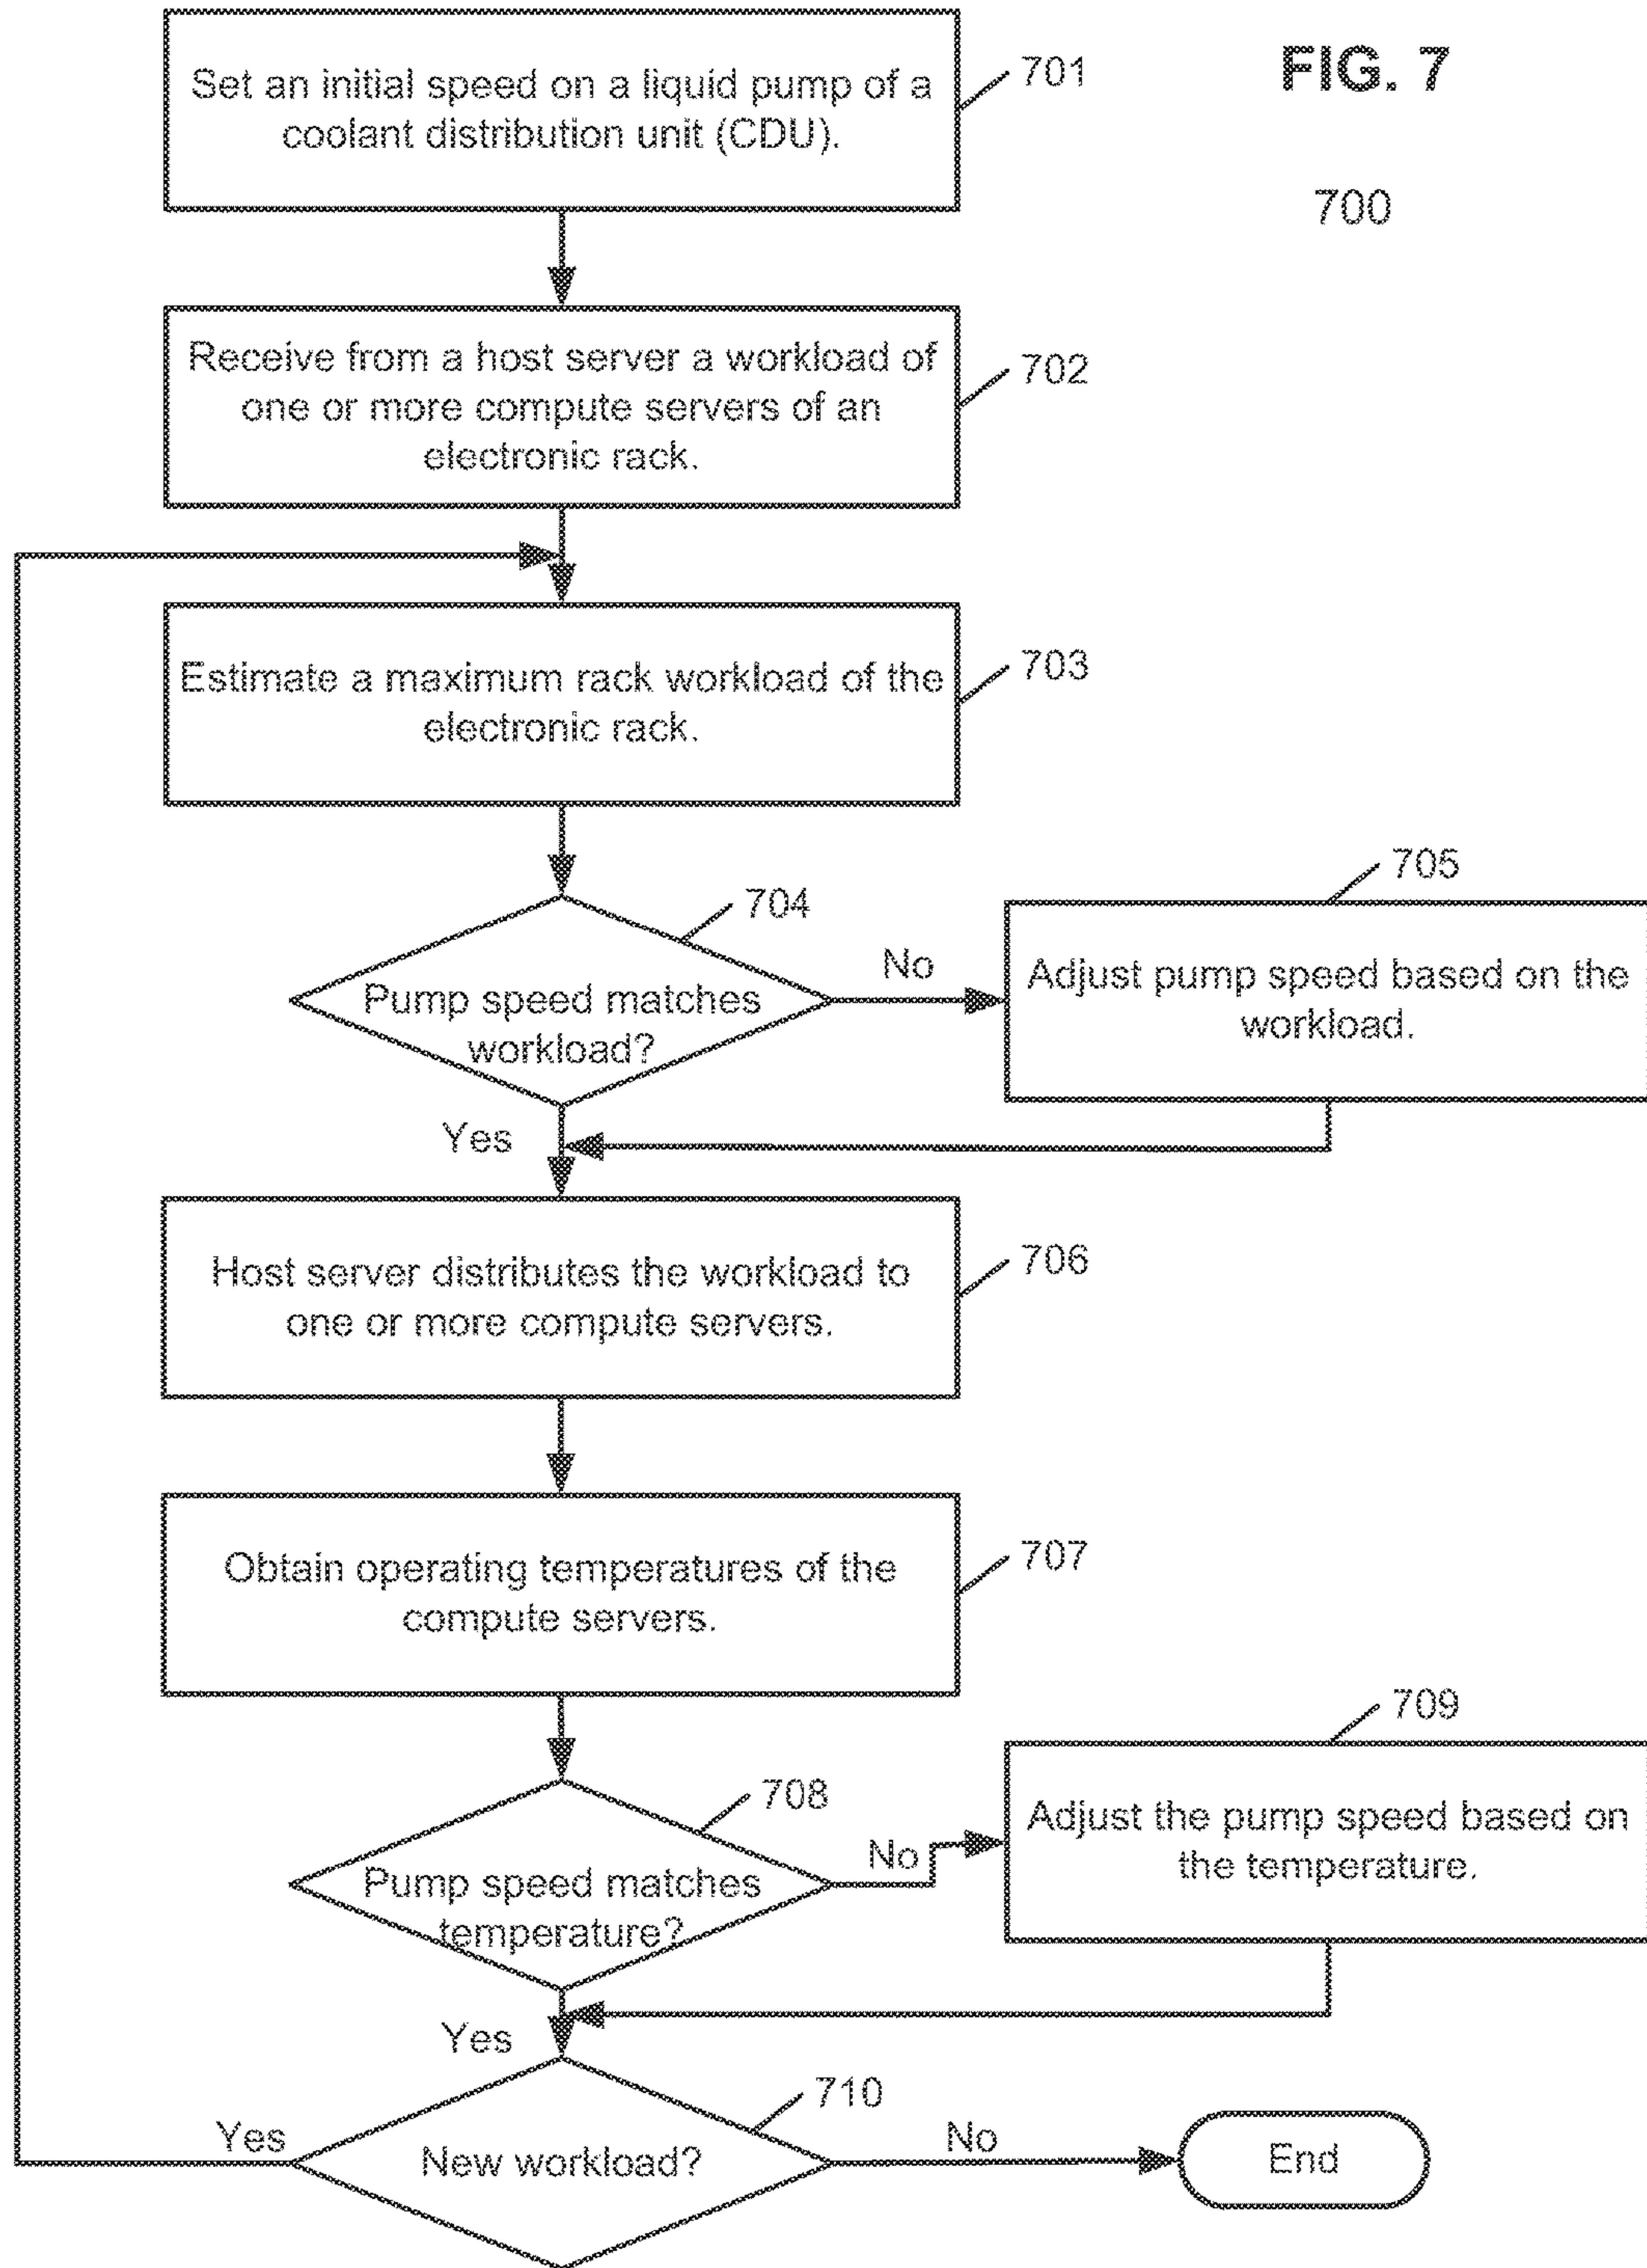 FIG. 7
700
Set an initial speed on a liquid pump of a
coolant distribution unit (CDU).
701
Receive from a host server a workload of
one or more compute servers of an
electronic rack.
702
Estimate a maximum rack workload of the
electronic rack.
703
704
Pump speed matches
workload?
No
Yes
705
Adjust pump speed based on the
workload.
Host server distributes the workload to
one or more compute servers.
706
Obtain operating temperatures of the
compute servers.
707
708
Pump speed matches
temperature?
No
Yes
709
Adjust the pump speed based on
the temperature.
710
New workload?
Yes
No
End